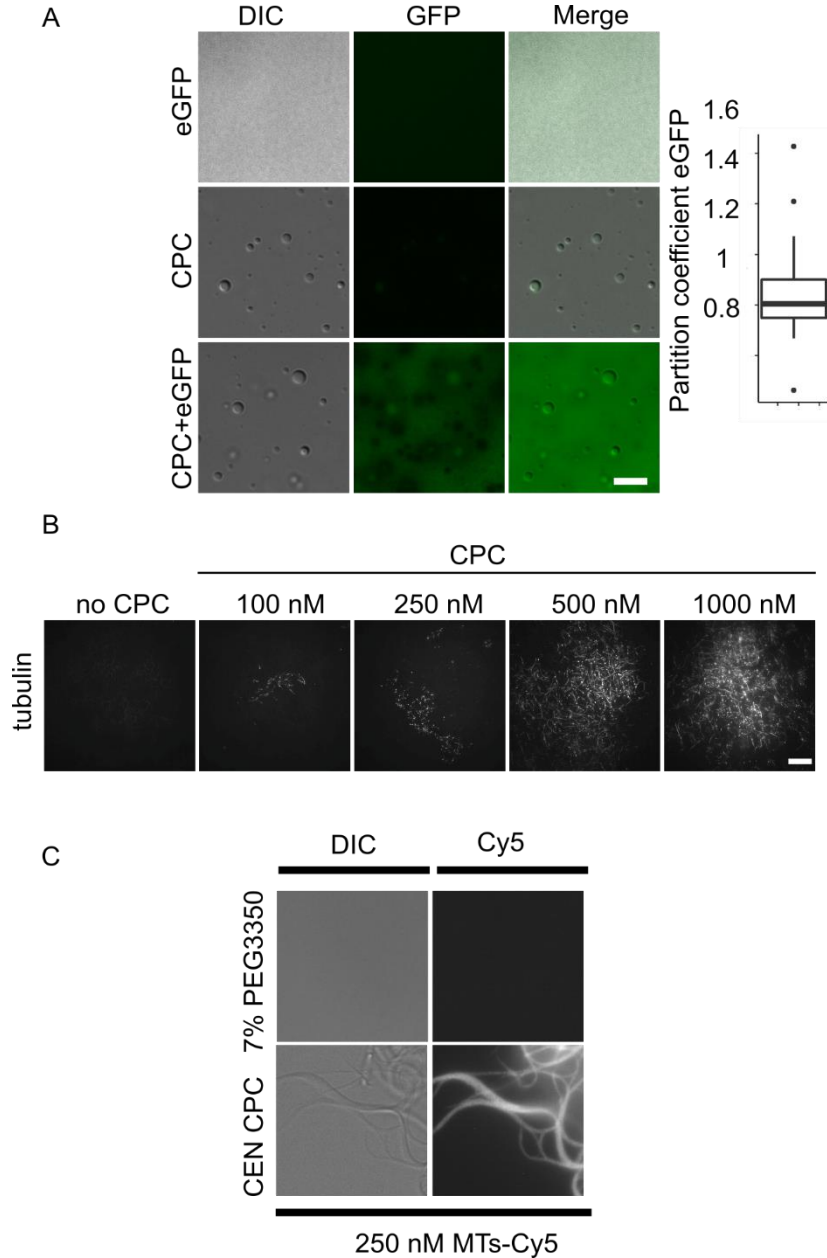 A
DIC GFP Merge
eGFP
CPC
CPC+eGFP
Partition coefficient eGFP
1.6
1.4
1.2
1
0.8
B
CPC
no CPC 100 nM 250 nM 500 nM 1000 nM
tubulin
C
DIC Cy5
7% PEG3350
CEN CPC
250 nM MTs-Cy5